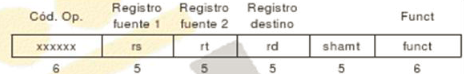 Cód. Op. Registro fuente 1 Registro fuente 2 Registro destino Funct
xxxxxx rs rt rd shamt funct
6 5 5 5 5 6